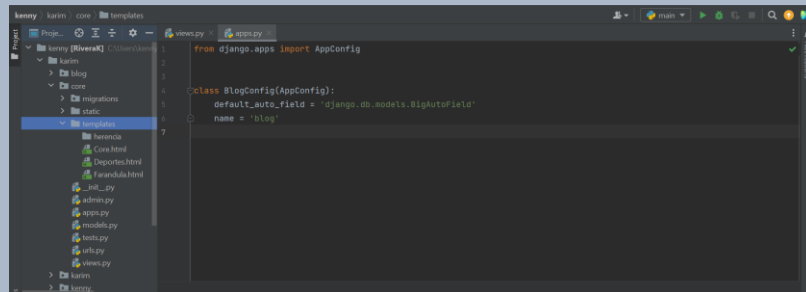 kenny karim core templates
main
Proje...
views.py
apps.py
Project
kenny [RiveraK] C:\Users\kenny
karim
blog
core
migrations
static
templates
herencia
Core.html
Deportes.html
Farandula.html
__init__.py
admin.py
apps.py
models.py
tests.py
urls.py
views.py
karim
kenny
1 from django.apps import AppConfig
2
3
4 class BlogConfig(AppConfig):
5 default_auto_field = 'django.db.models.BigAutoField'
6 name = 'blog'
7